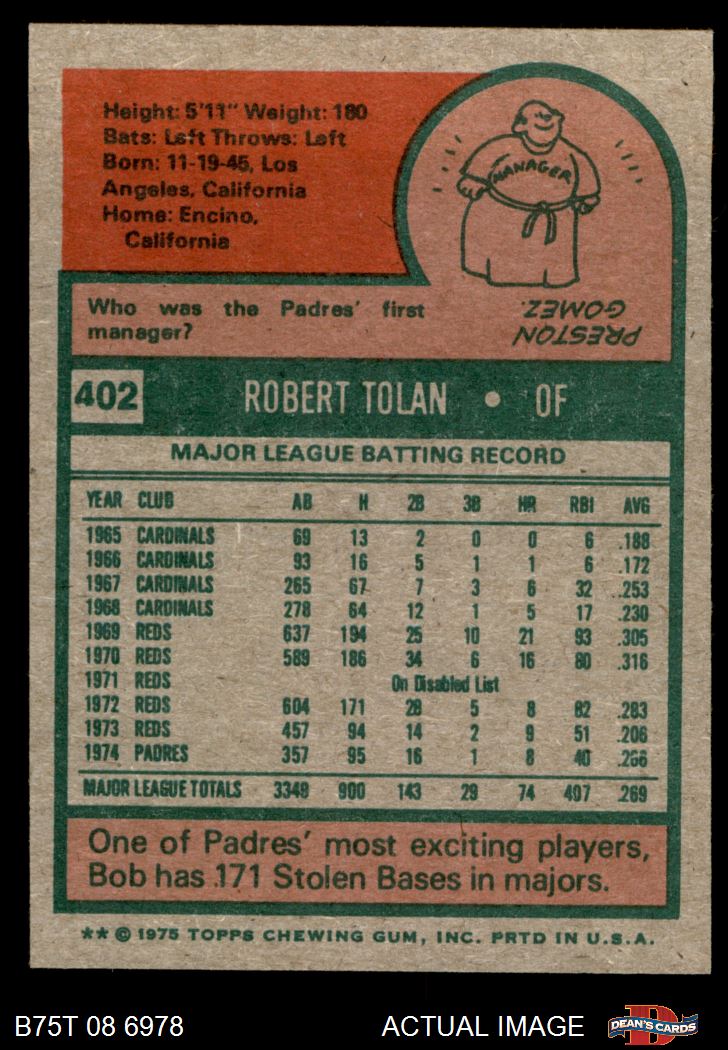 Height: 5'11" Weight: 180
Bats: Left Throws: Left
Born: 11-19-45, Los
Angeles, California
Home: Encino,
California
MANAGER
Who was the Padres' first
manager?
PRESTON
GOMEZ.
402 ROBERT TOLAN • OF
MAJOR LEAGUE BATTING RECORD
YEAR CLUB AB H 2B 3B HR RBI AVG
1965 CARDINALS 69 13 2 0 0 6 .188
1966 CARDINALS 93 16 5 1 1 6 .172
1967 CARDINALS 265 67 7 3 6 32 .253
1968 CARDINALS 278 64 12 1 5 17 .230
1969 REDS 637 194 25 10 21 93 .305
1970 REDS 589 186 34 6 16 80 .316
1971 REDS On Disabled List
1972 REDS 604 171 28 5 8 82 .283
1973 REDS 457 94 14 2 9 51 .206
1974 PADRES 357 95 16 1 8 40 .266
MAJOR LEAGUE TOTALS 3349 900 143 29 74 407 .269
One of Padres' most exciting players,
Bob has .171 Stolen Bases in majors.
** © 1975 TOPPS CHEWING GUM, INC. PRTD IN U.S.A.
B75T 08 6978 ACTUAL IMAGE D DEAN'S CARDS